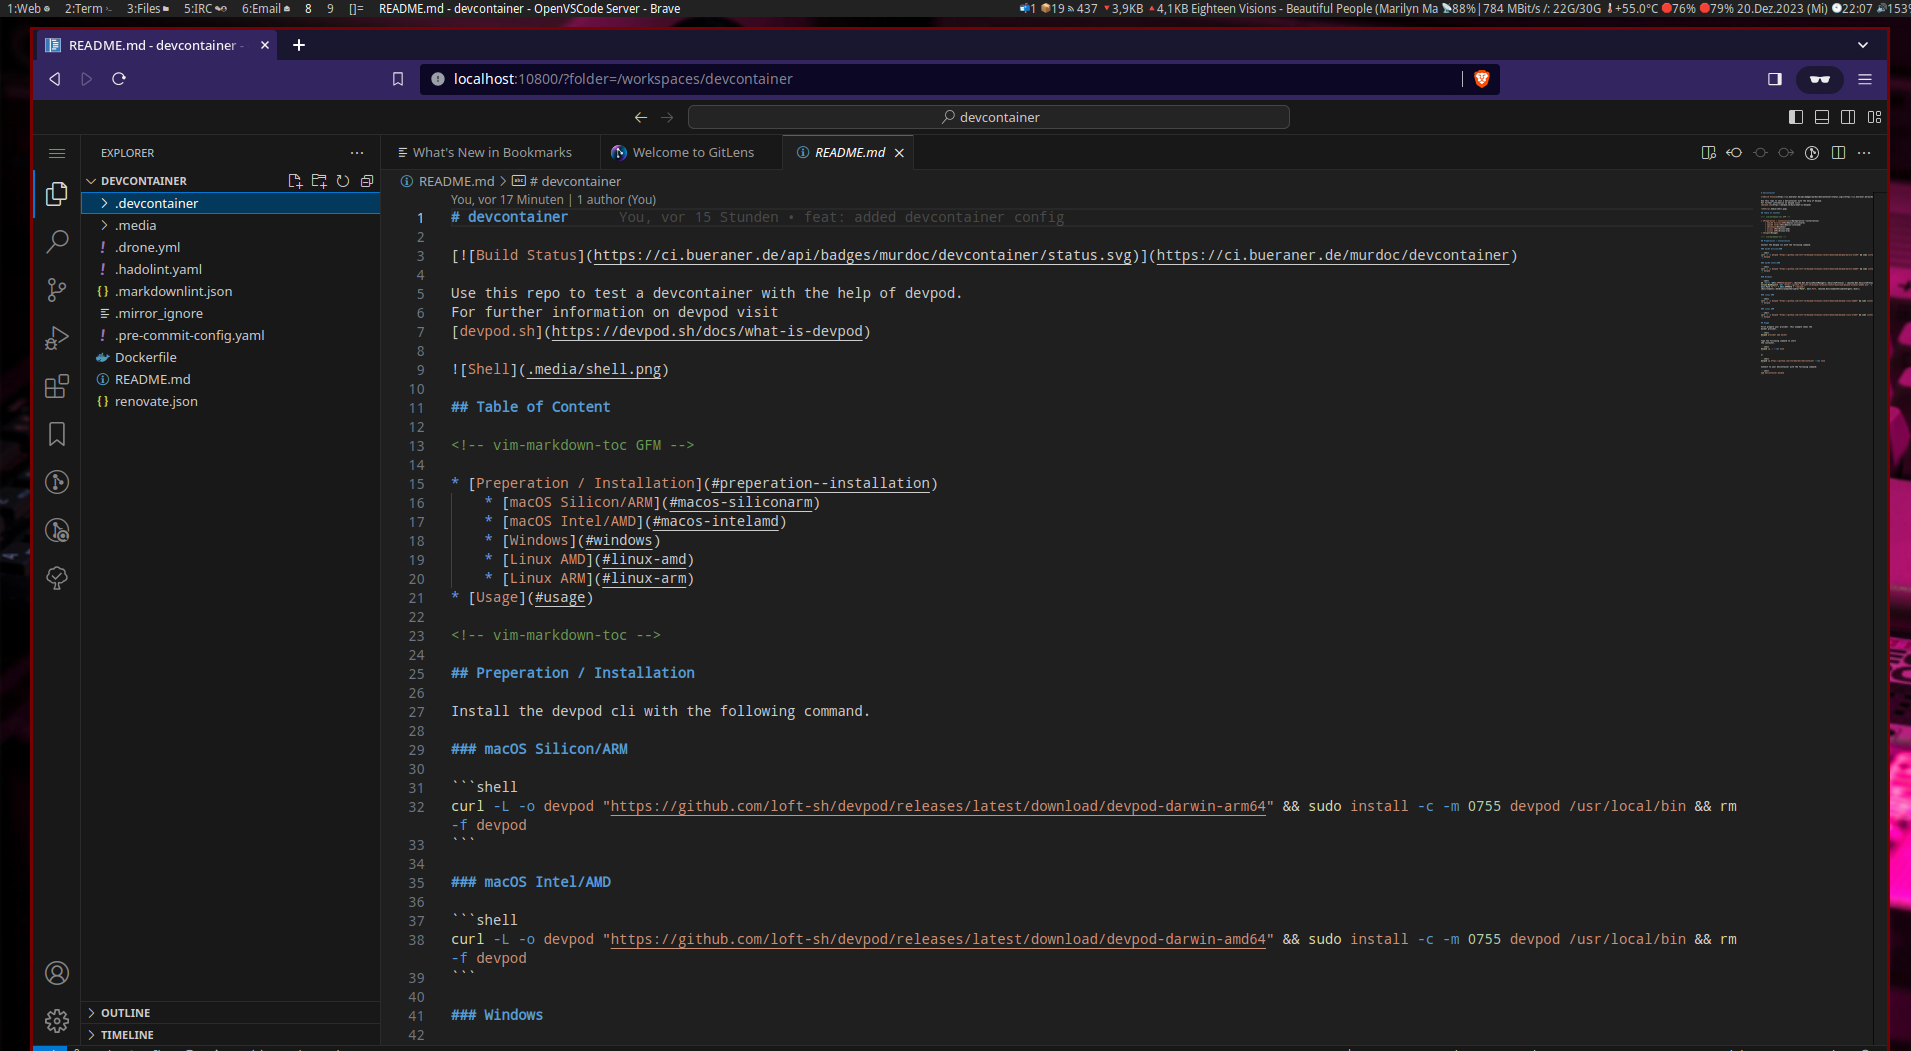 1:Web 2:Term 3:Files 5:IRC 6:Email 8 9 []= README.md - devcontainer - OpenVSCode Server - Brave 1 19 437 3,9KB 4,1KB Eighteen Visions - Beautiful People (Marilyn Ma 88%| 784 MBit/s /: 22G/30G +55.0°C 76% 79% 20.Dez.2023 (Mi) 22:07 153%
README.md - devcontainer -
localhost:10800/?folder=/workspaces/devcontainer
devcontainer
EXPLORER
DEVCONTAINER
.devcontainer
.media
! .drone.yml
! .hadolint.yaml
{} .markdownlint.json
.mirror_ignore
! .pre-commit-config.yaml
Dockerfile
README.md
{} renovate.json
OUTLINE
TIMELINE
What's New in Bookmarks
Welcome to GitLens
README.md
README.md > # devcontainer
You, vor 17 Minuten | 1 author (You)
1 # devcontainer You, vor 15 Stunden • feat: added devcontainer config
2
3 [![Build Status](https://ci.bueraner.de/api/badges/murdoc/devcontainer/status.svg)](https://ci.bueraner.de/murdoc/devcontainer)
4
5 Use this repo to test a devcontainer with the help of devpod.
6 For further information on devpod visit
7 [devpod.sh](https://devpod.sh/docs/what-is-devpod)
8
9 ![Shell](.media/shell.png)
10
11 ## Table of Content
12
13 <!-- vim-markdown-toc GFM -->
14
15 * [Preperation / Installation](#preperation--installation)
16 * [macOS Silicon/ARM](#macos-siliconarm)
17 * [macOS Intel/AMD](#macos-intelamd)
18 * [Windows](#windows)
19 * [Linux AMD](#linux-amd)
20 * [Linux ARM](#linux-arm)
21 * [Usage](#usage)
22
23 <!-- vim-markdown-toc -->
24
25 ## Preperation / Installation
26
27 Install the devpod cli with the following command.
28
29 ### macOS Silicon/ARM
30
31 ```shell
32 curl -L -o devpod "https://github.com/loft-sh/devpod/releases/latest/download/devpod-darwin-arm64" && sudo install -c -m 0755 devpod /usr/local/bin && rm
-f devpod
33 ```
34
35 ### macOS Intel/AMD
36
37 ```shell
38 curl -L -o devpod "https://github.com/loft-sh/devpod/releases/latest/download/devpod-darwin-amd64" && sudo install -c -m 0755 devpod /usr/local/bin && rm
-f devpod
39 ```
40
41 ### Windows
42